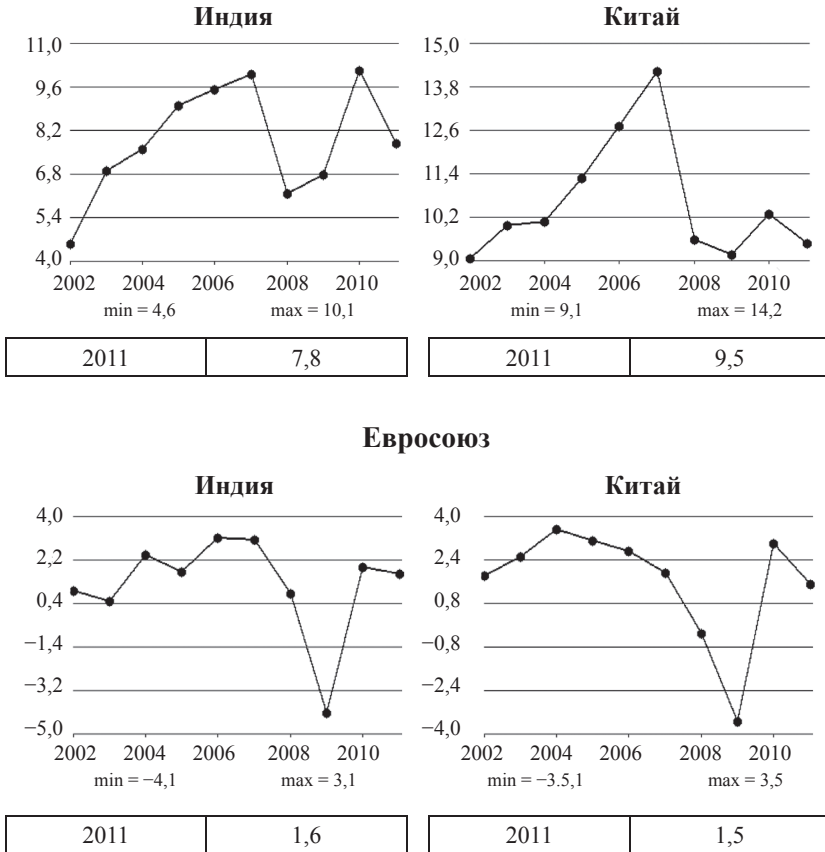 Индия Китай
11,0 15,0
9,6 13,8
8,2 12,6
6,8 11,4
5,4 10,2
4,0 9,0
2002 2004 2006 2008 2010 2002 2004 2006 2008 2010
min = 4,6 max = 10,1 min = 9,1 max = 14,2
2011 7,8 2011 9,5
Евросоюз
Индия Китай
4,0 4,0
2,2 2,4
0,4 0,8
−1,4 −0,8
−3,2 −2,4
−5,0 −4,0
2002 2004 2006 2008 2010 2002 2004 2006 2008 2010
min = −4,1 max = 3,1 min = −3.5,1 max = 3,5
2011 1,6 2011 1,5